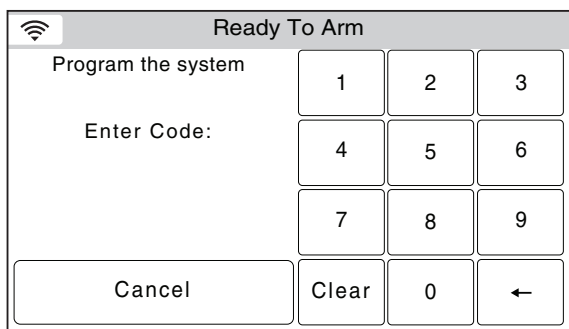 Ready To Arm
Program the system
Enter Code:
1 2 3
4 5 6
7 8 9
Cancel Clear 0 ←